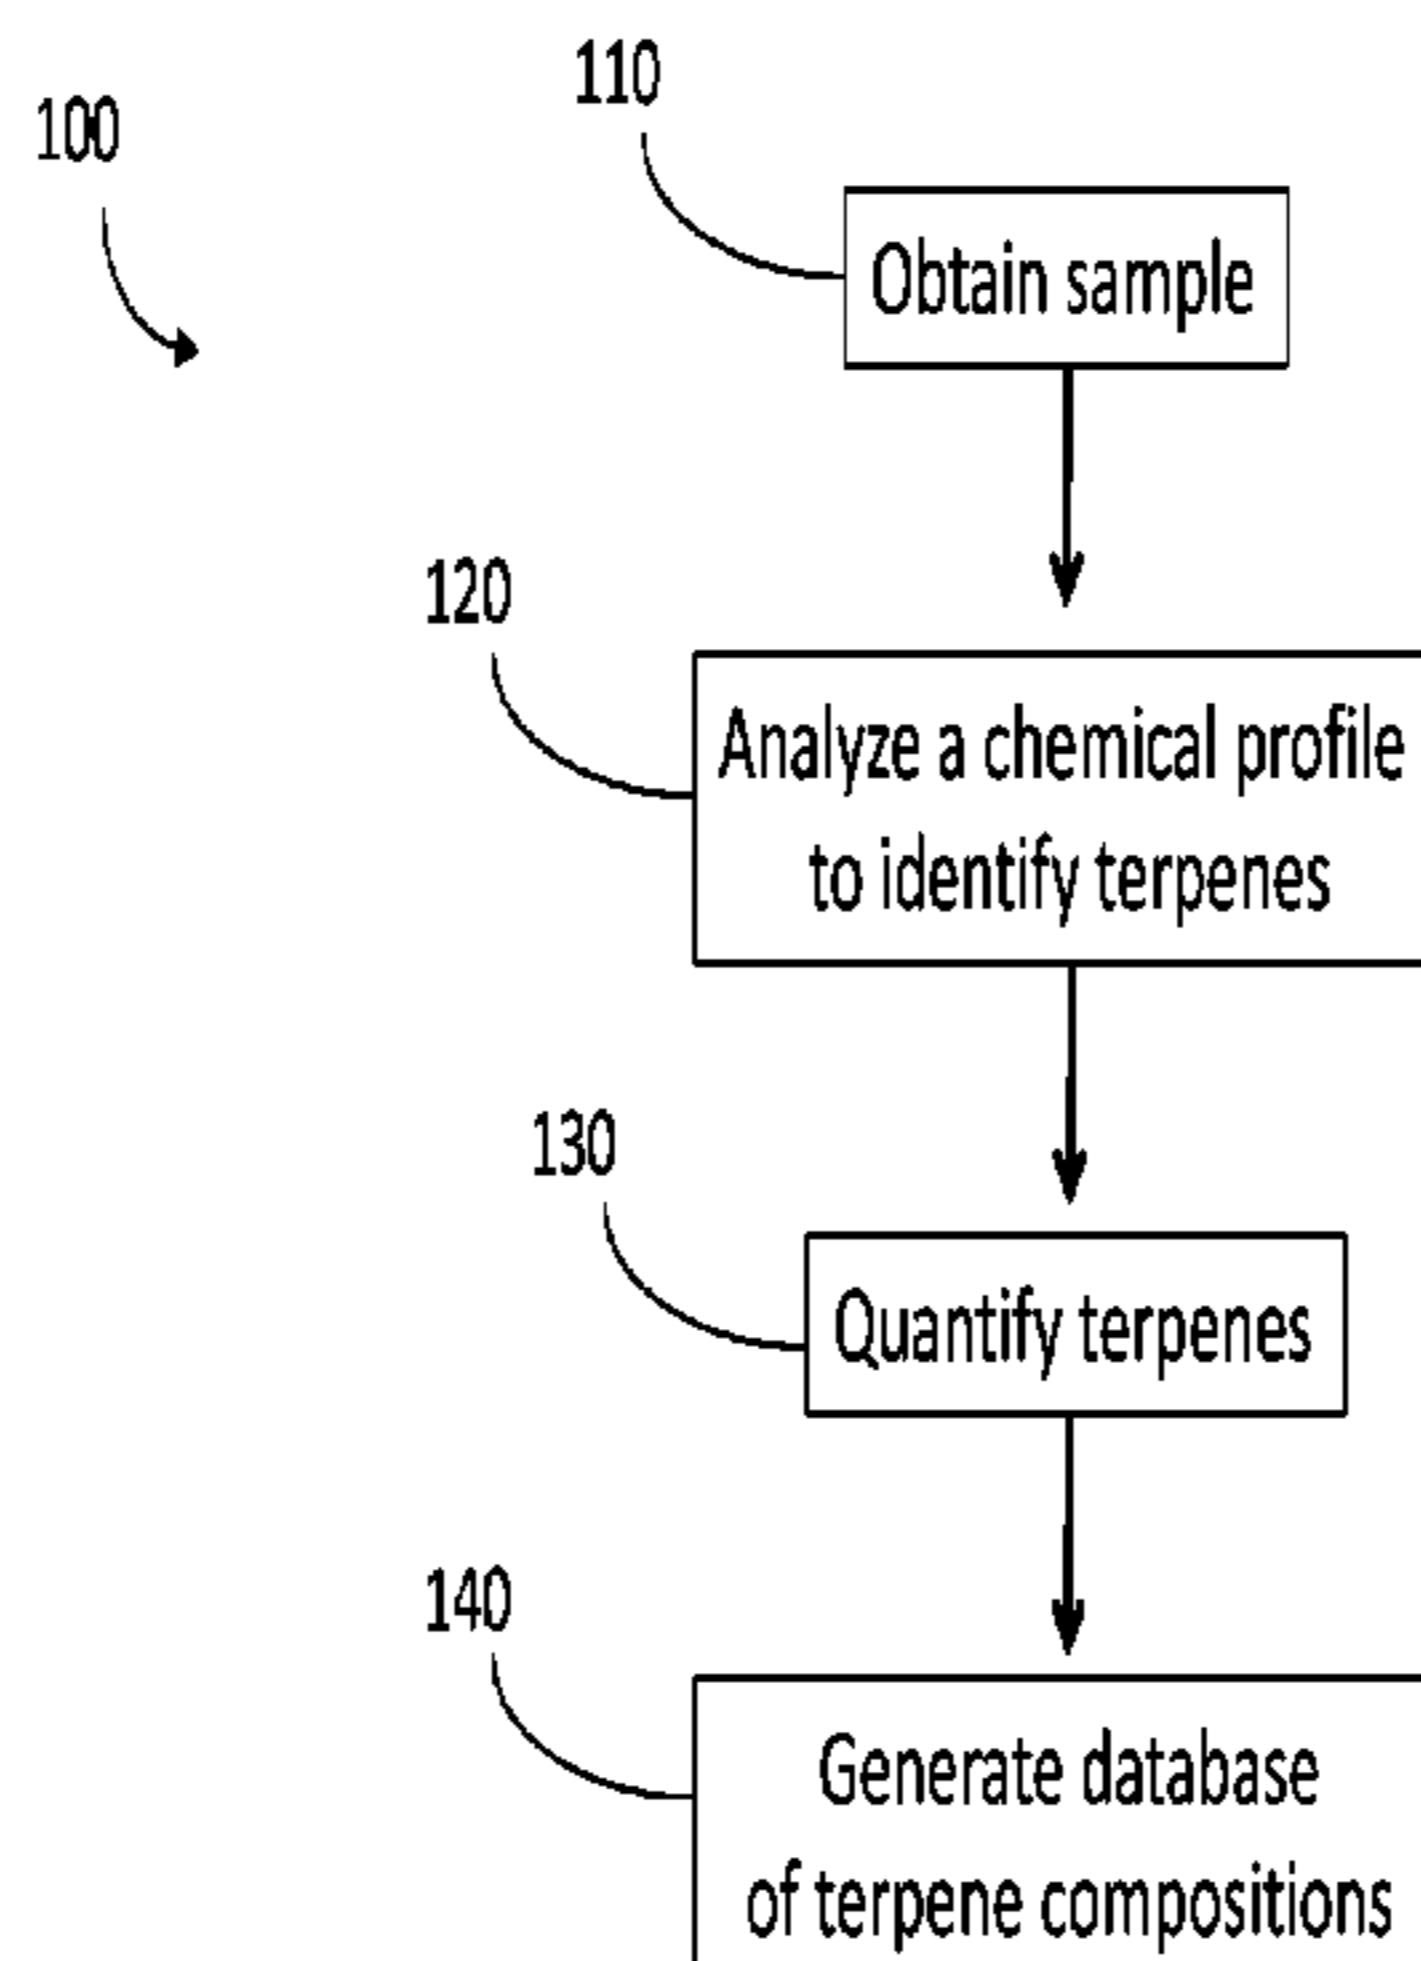 110
100
Obtain sample
120
Analyze a chemical profile
to identify terpenes
130
Quantify terpenes
140
Generate database
of terpene compositions